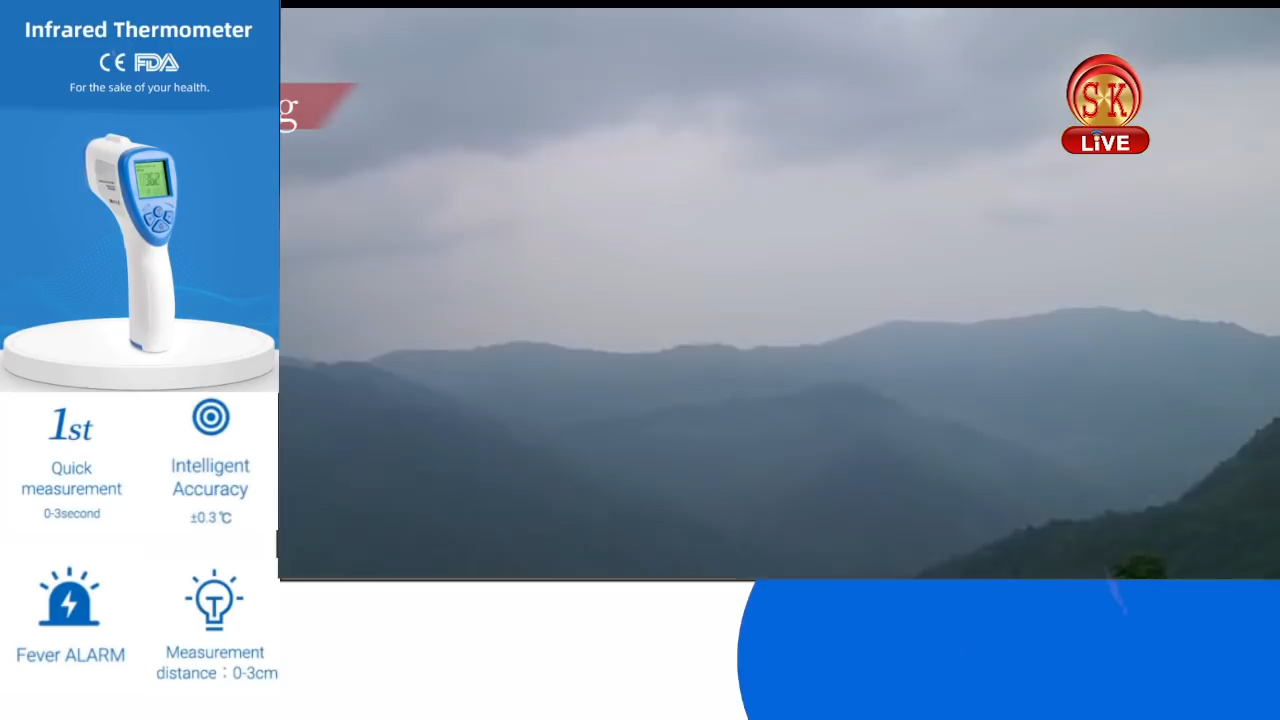 Infrared Thermometer
CE FDA
For the sake of your health.
1st
Quick
measurement
0-3second
Intelligent
Accuracy
±0.3℃
Fever ALARM
Measurement
distance：0-3cm
g
SK
LiVE